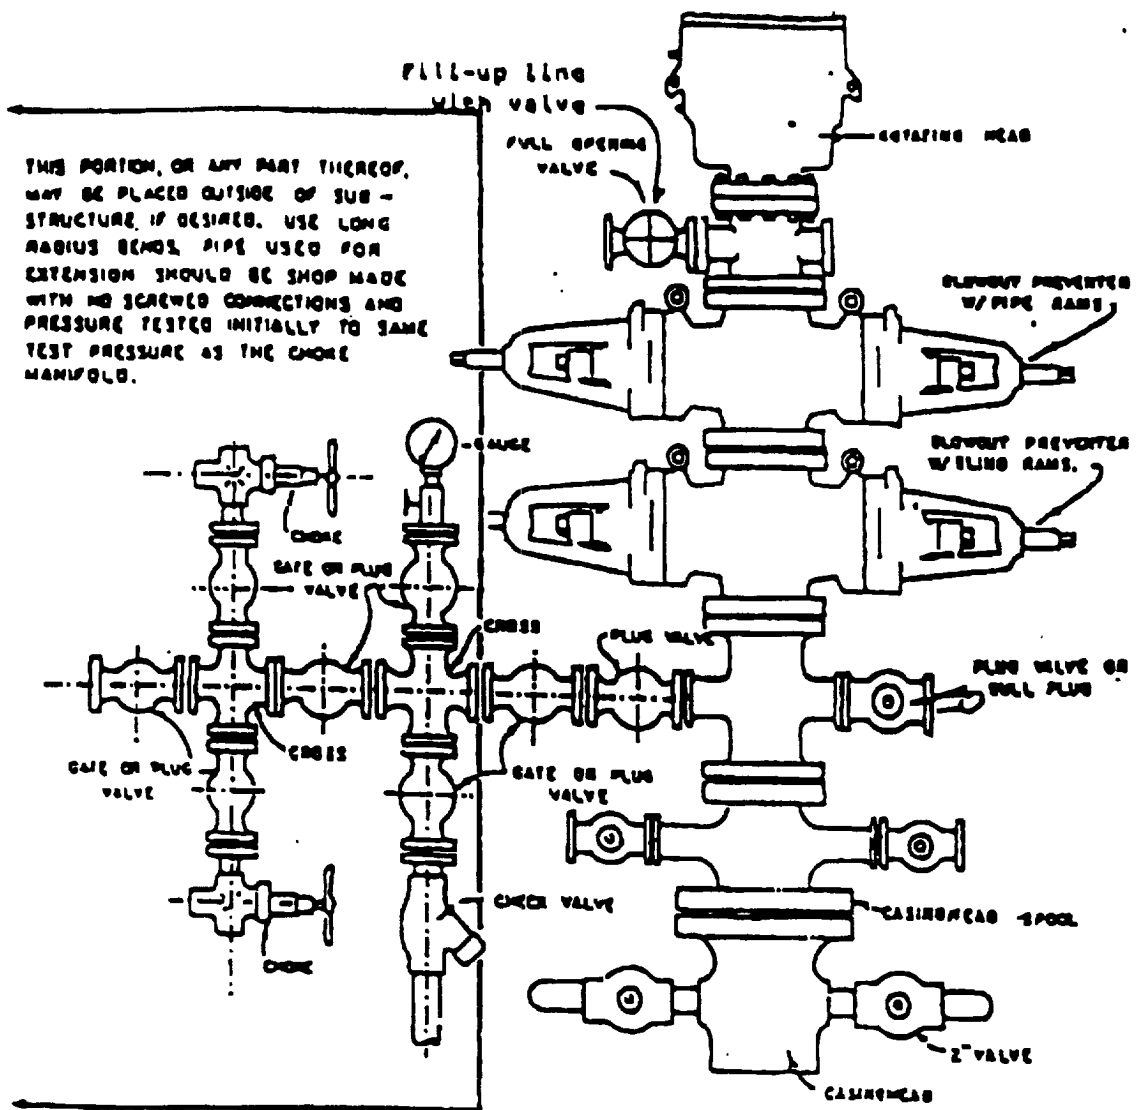 Fill-up line
with valve
FULL OPENING
VALVE
ROTATING HEAD
THIS PORTION, OR ANY PART THEREOF,
MAY BE PLACED OUTSIDE OF SUB-
STRUCTURE IF DESIRED. USE LONG
RADIUS BENDS. PIPE USED FOR
EXTENSION SHOULD BE SHOP MADE
WITH NO SCREWED CONNECTIONS AND
PRESSURE TESTED INITIALLY TO SAME
TEST PRESSURE AS THE CHOKE
MANIFOLD.
BLOWOUT PREVENTER
W/ PIPE RAMS.
GAUGE
BLOWOUT PREVENTER
W/ BLIND RAMS.
CHOKE
GATE OR PLUG
VALVE
CROSS
PLUG VALVE
PLUG VALVE OR
BULL PLUG
CROSS
GATE OR PLUG
VALVE
GATE OR PLUG
VALVE
CHECK VALVE
CASINGHEAD SPOOL
CHOKE
2" VALVE
CASINGHEAD